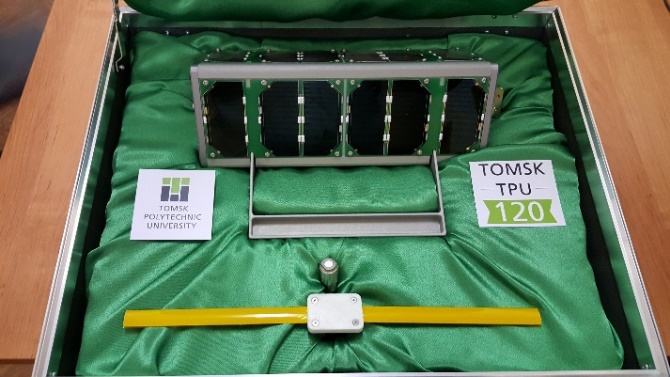 TOMSK
POLYTECHNIC
UNIVERSITY
TOMSK
TPU
120